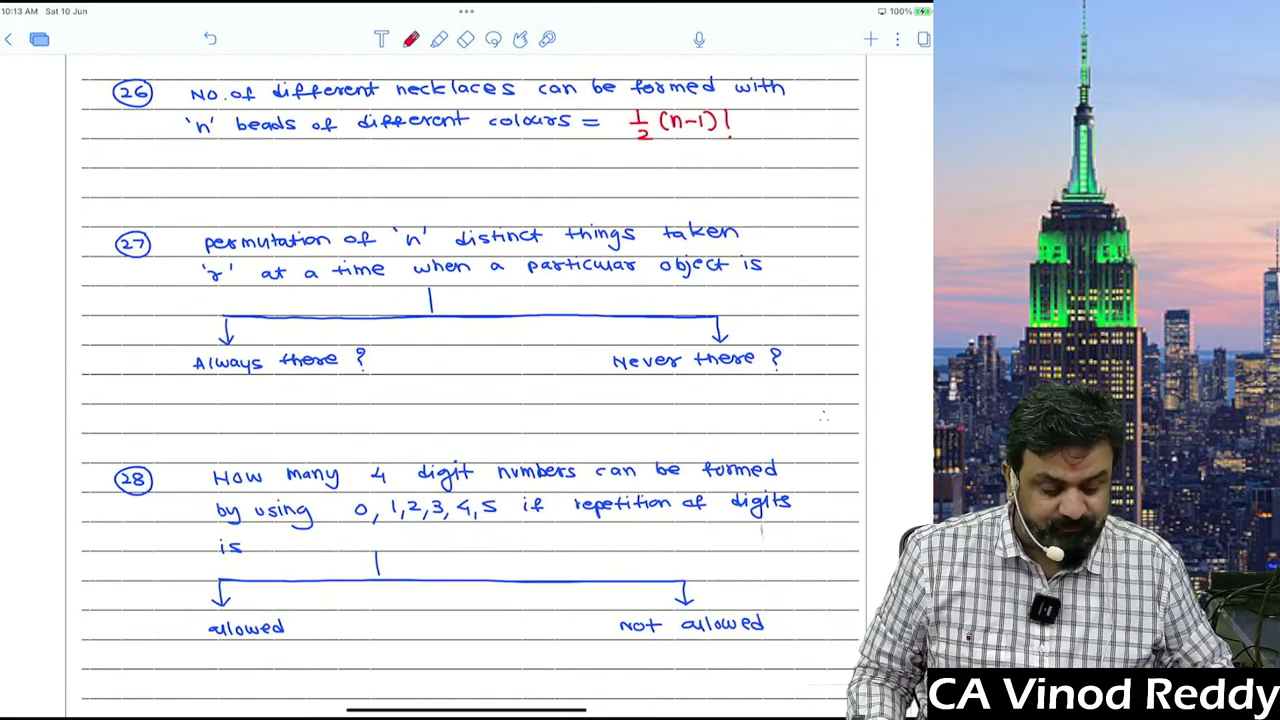 10:13 AM Sat 10 Jun
100%
T
26 No. of different necklaces can be formed with
'n' beads of different colours = 1/2 (n-1)!
27 permutation of 'n' distinct things taken
'r' at a time when a particular object is
Always there ? Never there ?
28 How many 4 digit numbers can be formed
by using 0, 1, 2, 3, 4, 5 if repetition of digits
is
allowed Not allowed
CA Vinod Reddy